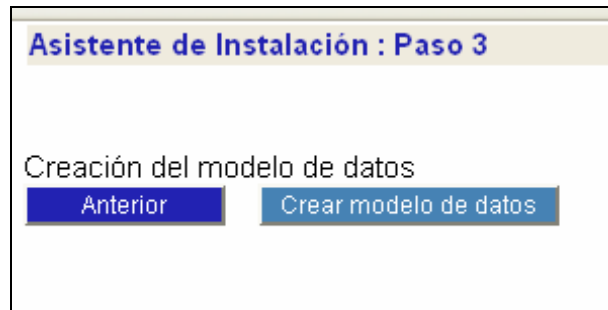 Asistente de Instalación : Paso 3
Creación del modelo de datos
Anterior Crear modelo de datos